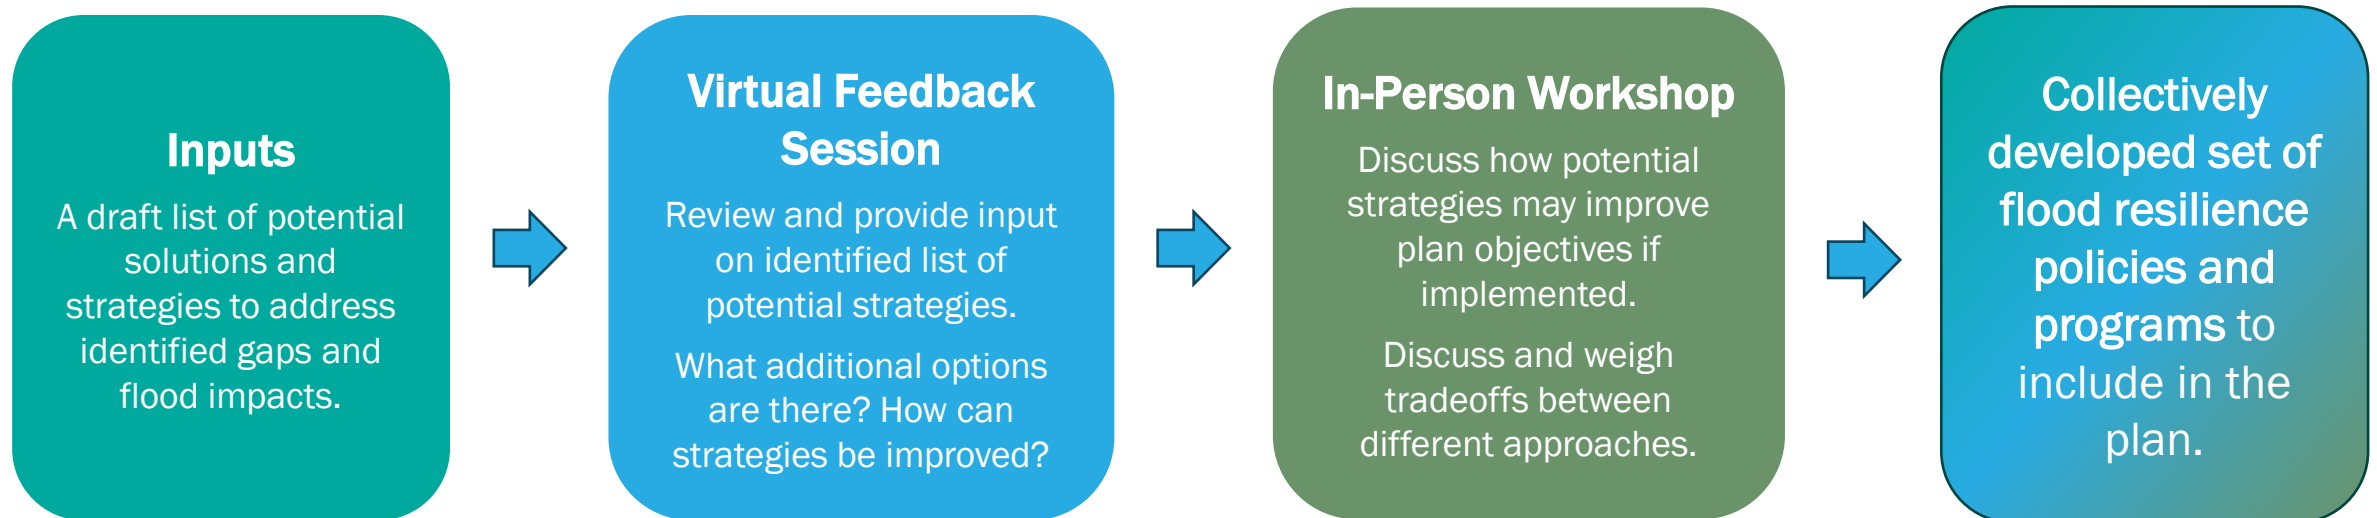 Inputs
A draft list of potential
solutions and
strategies to address
identified gaps and
flood impacts.
Virtual Feedback
Session
Review and provide input
on identified list of
potential strategies.
What additional options
are there? How can
strategies be improved?
In-Person Workshop
Discuss how potential
strategies may improve
plan objectives if
implemented.
Discuss and weigh
tradeoffs between
different approaches.
Collectively
developed set of
flood resilience
policies and
programs to
include in the
plan.